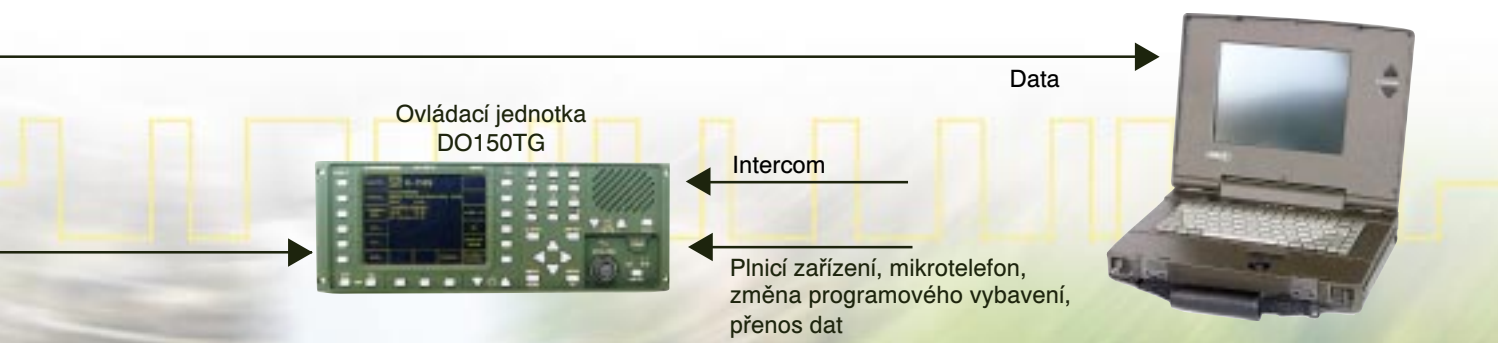 Data
Ovládací jednotka
DO150TG
Intercom
Plnicí zařízení, mikrotelefon,
změna programového vybavení,
přenos dat